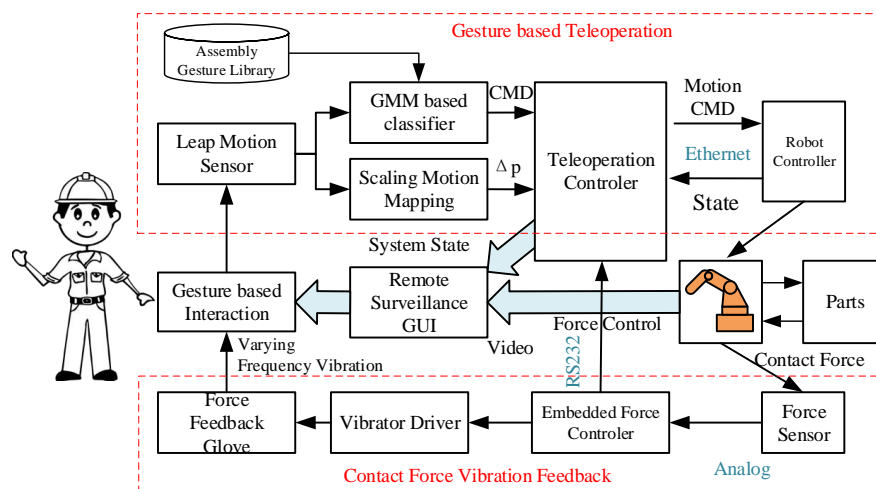 Gesture based Teleoperation
Assembly
Gesture Library
GMM based
classifier
CMD
Motion
CMD
Leap Motion
Sensor
Teleoperation
Controler
Ethernet
Robot
Controller
Scaling Motion
Mapping
Δ p
State
System State
Gesture based
Interaction
Remote
Surveillance
GUI
Parts
Force Control
Varying
Frequency Vibration
Video
RS232
Contact Force
Force
Feedback
Glove
Vibrator Driver
Embedded Force
Controler
Force
Sensor
Contact Force Vibration Feedback
Analog